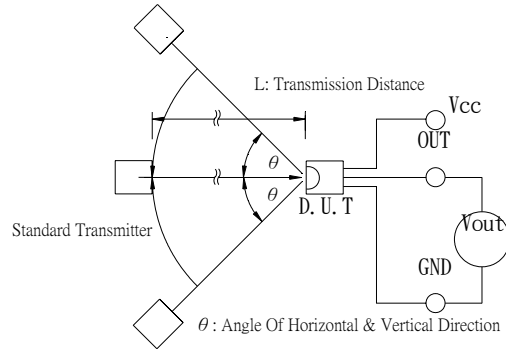 L: Transmission Distance
Vcc
OUT
θ
θ
D.U.T
Standard Transmitter
Vout
GND
θ : Angle Of Horizontal & Vertical Direction